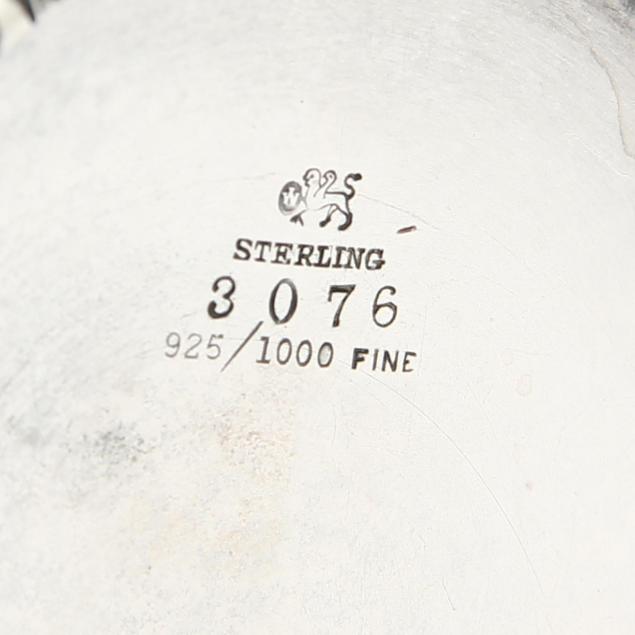 W
STERLING
3076
925/1000 FINE